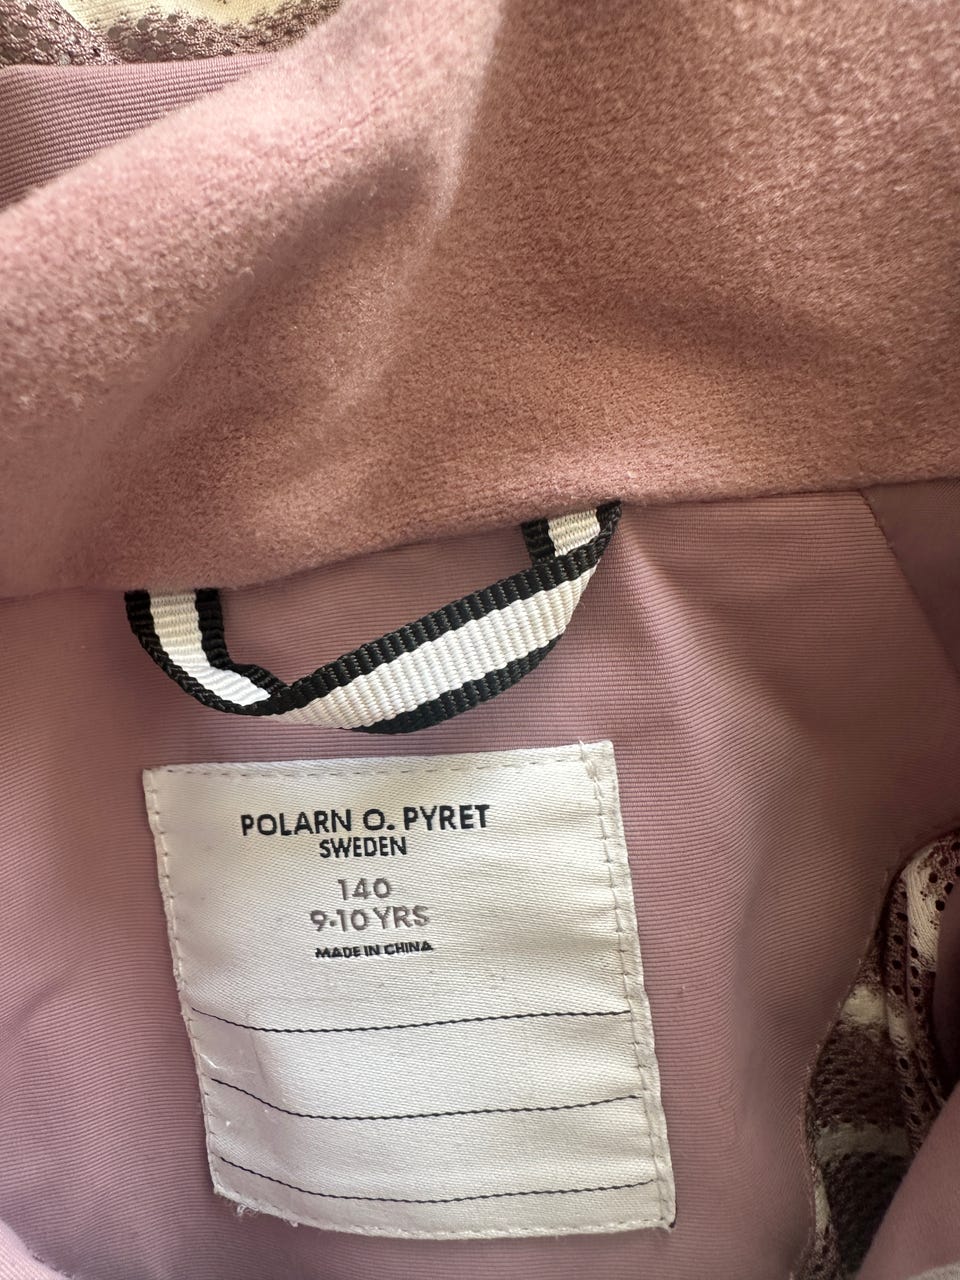 POLARN O. PYRET
SWEDEN
140
9-10 YRS
MADE IN CHINA